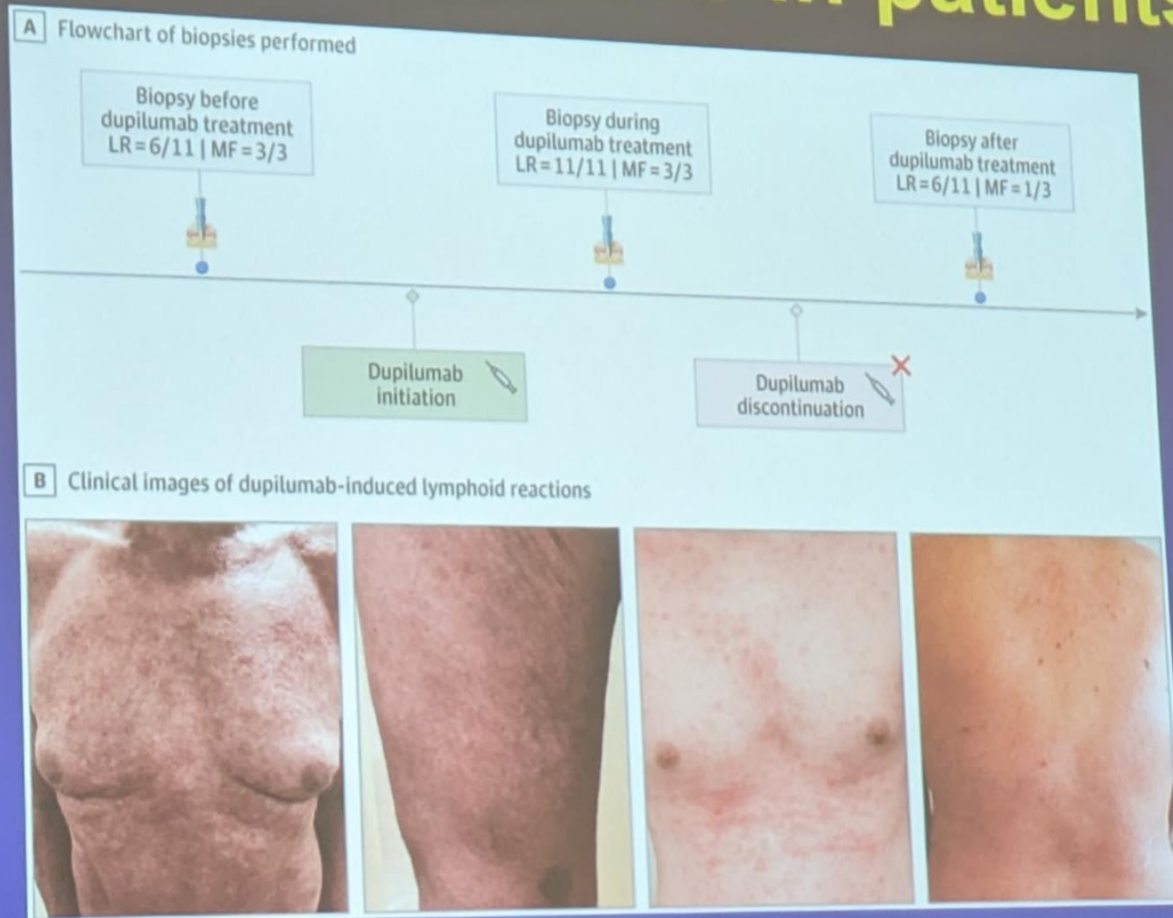 patients
A Flowchart of biopsies performed
Biopsy before
dupilumab treatment
LR=6/11 | MF=3/3
Biopsy during
dupilumab treatment
LR=11/11 | MF=3/3
Biopsy after
dupilumab treatment
LR=6/11 | MF=1/3
Dupilumab
initiation
Dupilumab
discontinuation
B Clinical images of dupilumab-induced lymphoid reactions